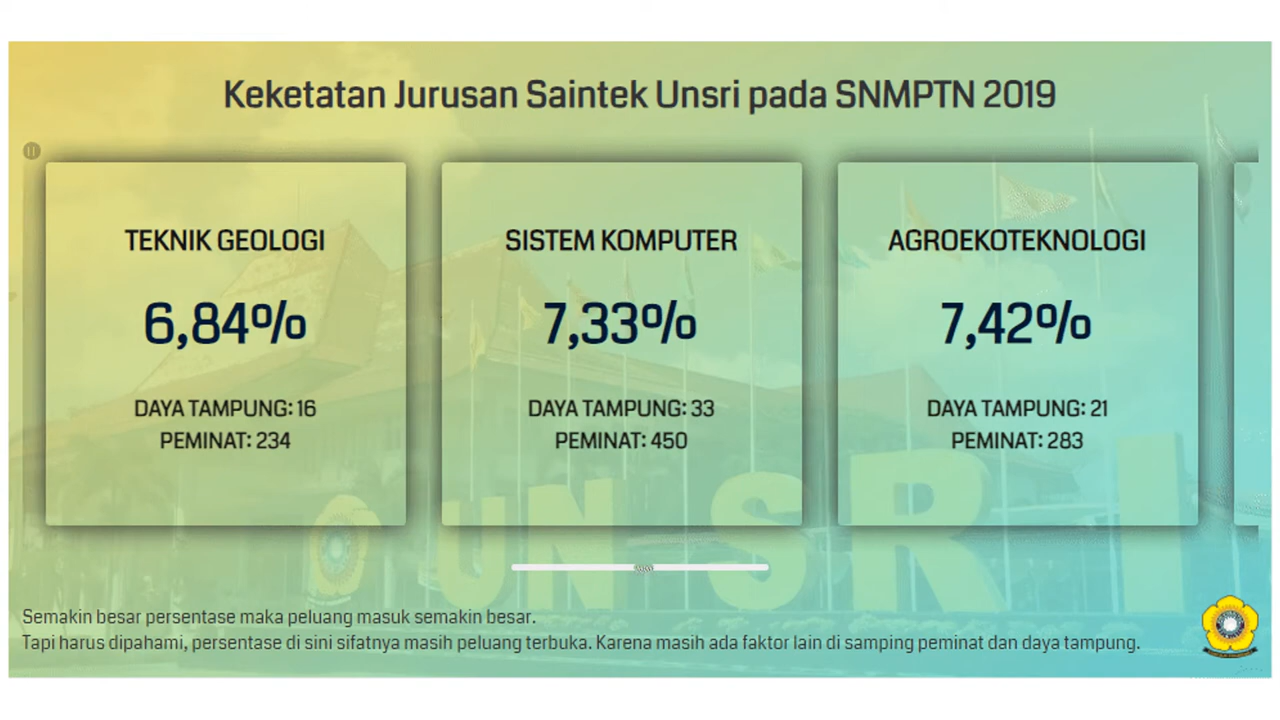 Keketatan Jurusan Saintek Unsri pada SNMPTN 2019
TEKNIK GEOLOGI
6,84%
DAYA TAMPUNG: 16
PEMINAT: 234
SISTEM KOMPUTER
7,33%
DAYA TAMPUNG: 33
PEMINAT: 450
AGROEKOTEKNOLOGI
7,42%
DAYA TAMPUNG: 21
PEMINAT: 283
UNSRI
Semakin besar persentase maka peluang masuk semakin besar.
Tapi harus dipahami, persentase di sini sifatnya masih peluang terbuka. Karena masih ada faktor lain di samping peminat dan daya tampung.